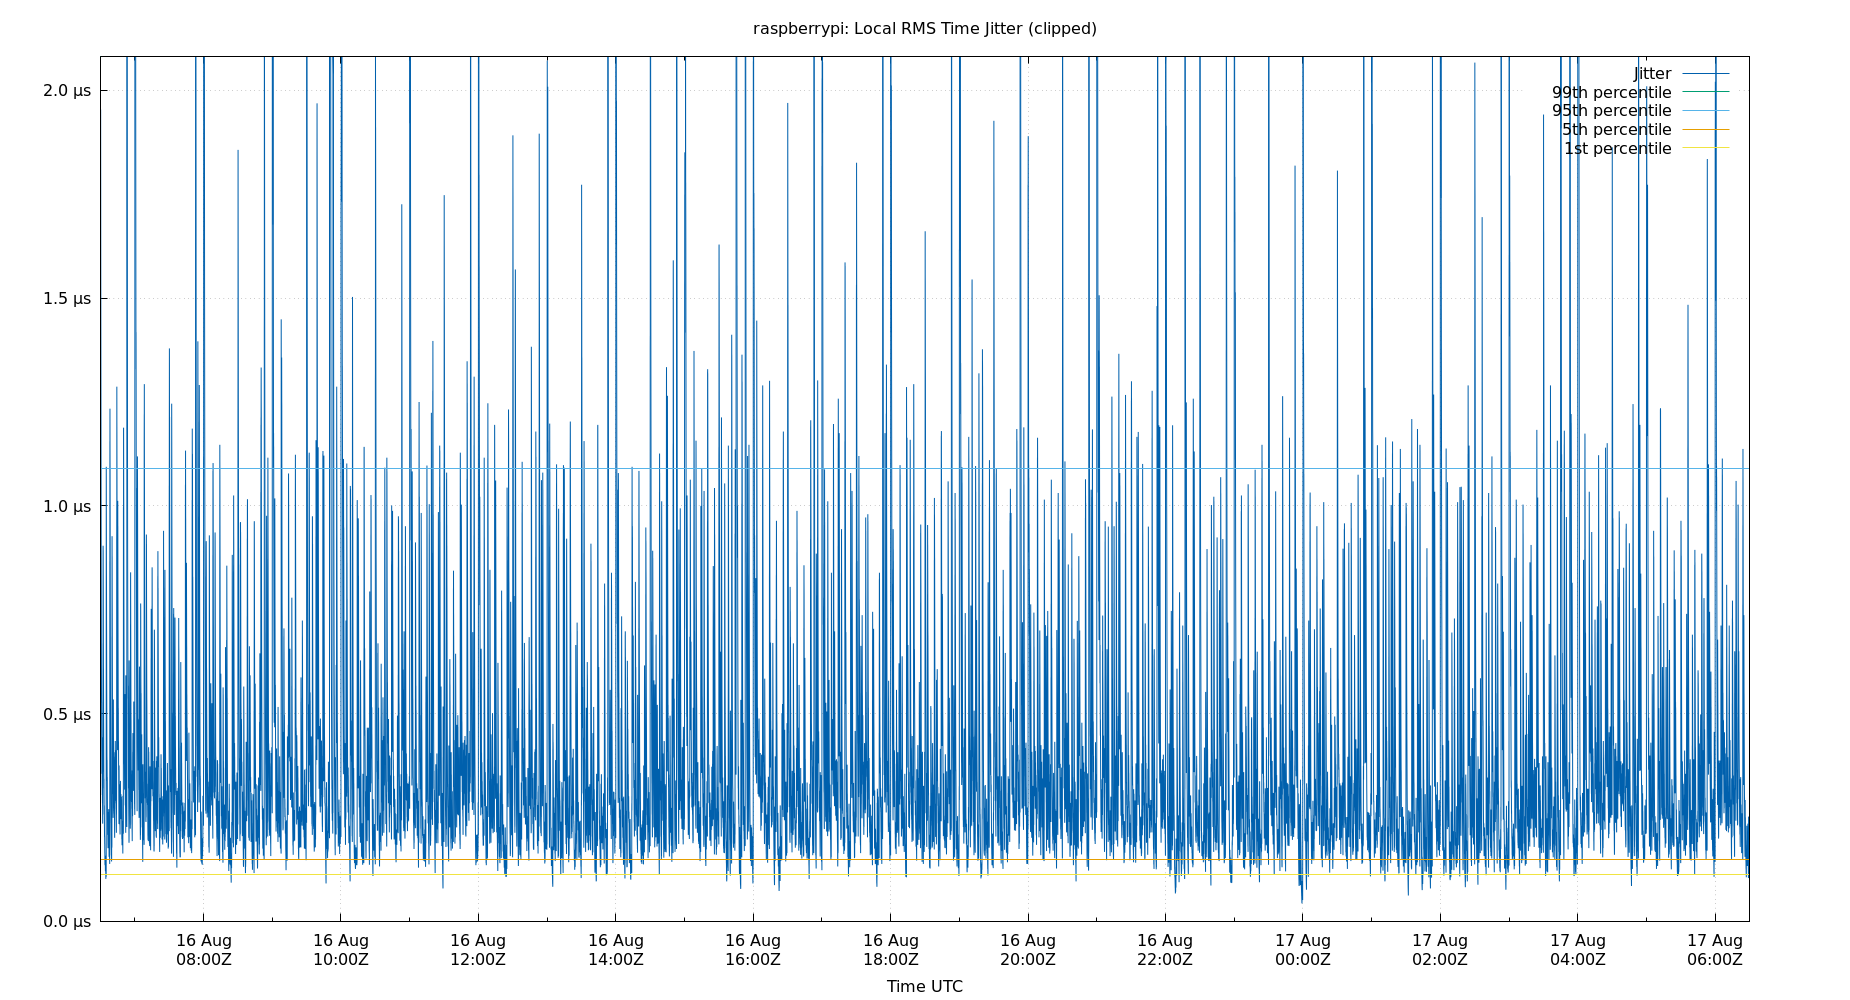 raspberrypi: Local RMS Time Jitter (clipped)
Jitter
99th percentile
95th percentile
5th percentile
1st percentile
2.0 μs
1.5 μs
1.0 μs
0.5 μs
0.0 μs
16 Aug 16 Aug 16 Aug 16 Aug 16 Aug 16 Aug 16 Aug 16 Aug 17 Aug 17 Aug 17 Aug 17 Aug
08:00Z 10:00Z 12:00Z 14:00Z 16:00Z 18:00Z 20:00Z 22:00Z 00:00Z 02:00Z 04:00Z 06:00Z
Time UTC